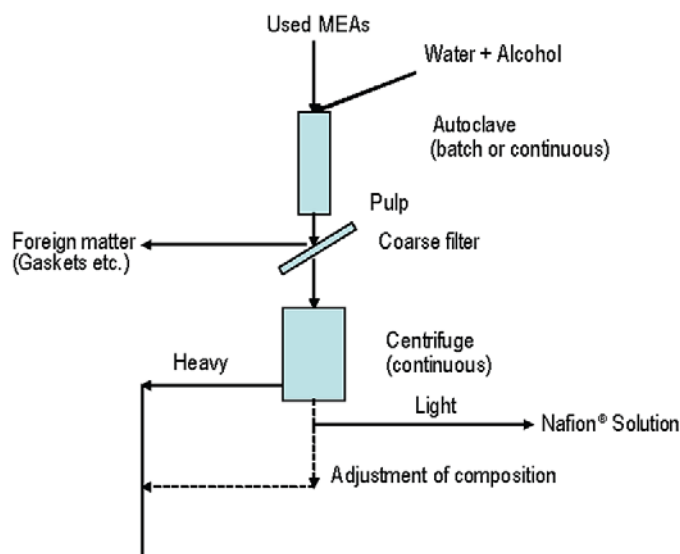 Used MEAs
Water + Alcohol
Autoclave
(batch or continuous)
Pulp
Coarse filter
Foreign matter
(Gaskets etc.)
Centrifuge
(continuous)
Heavy
Light
Nafion® Solution
Adjustment of composition